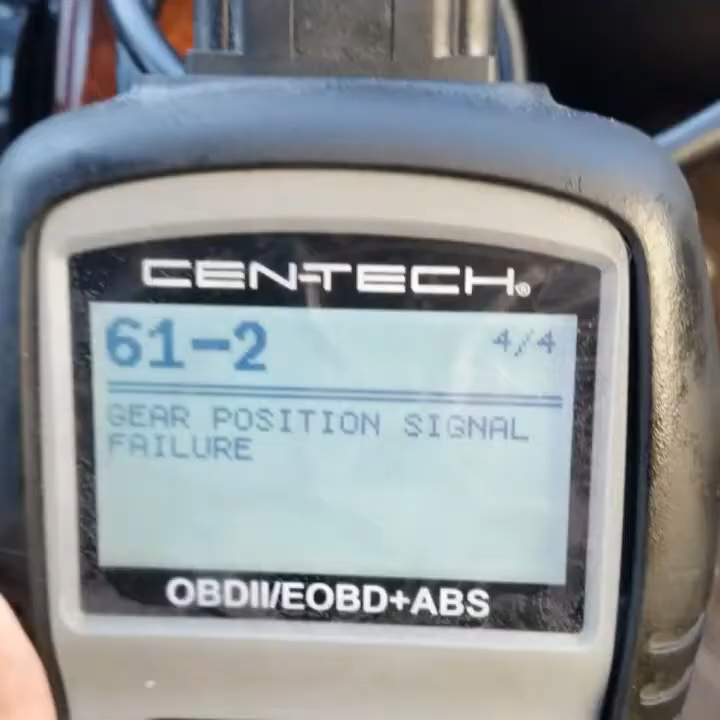 CEN-TECH®
61-2 4/4
GEAR POSITION SIGNAL
FAILURE
OBDII/EOBD+ABS